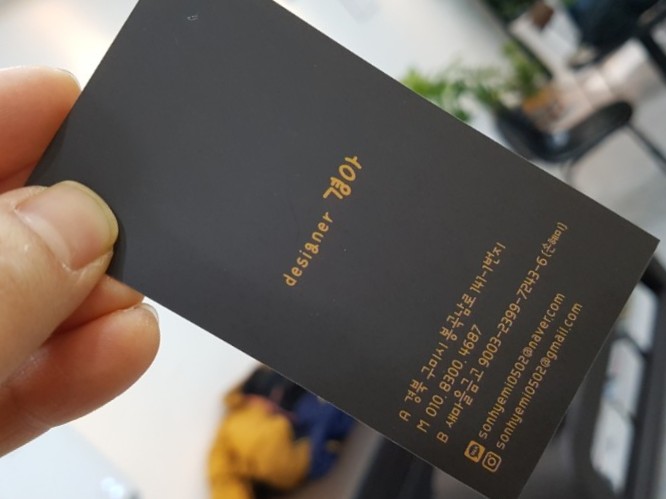 designer 경아
A 경북 구미시 봉곡남로 141-1번지
M 010. 8300. 4687
B 새마을금고 9003-2399-7243-6 (손혜미)
sonhyemi0502@naver.com
sonhyemi0502@gmail.com